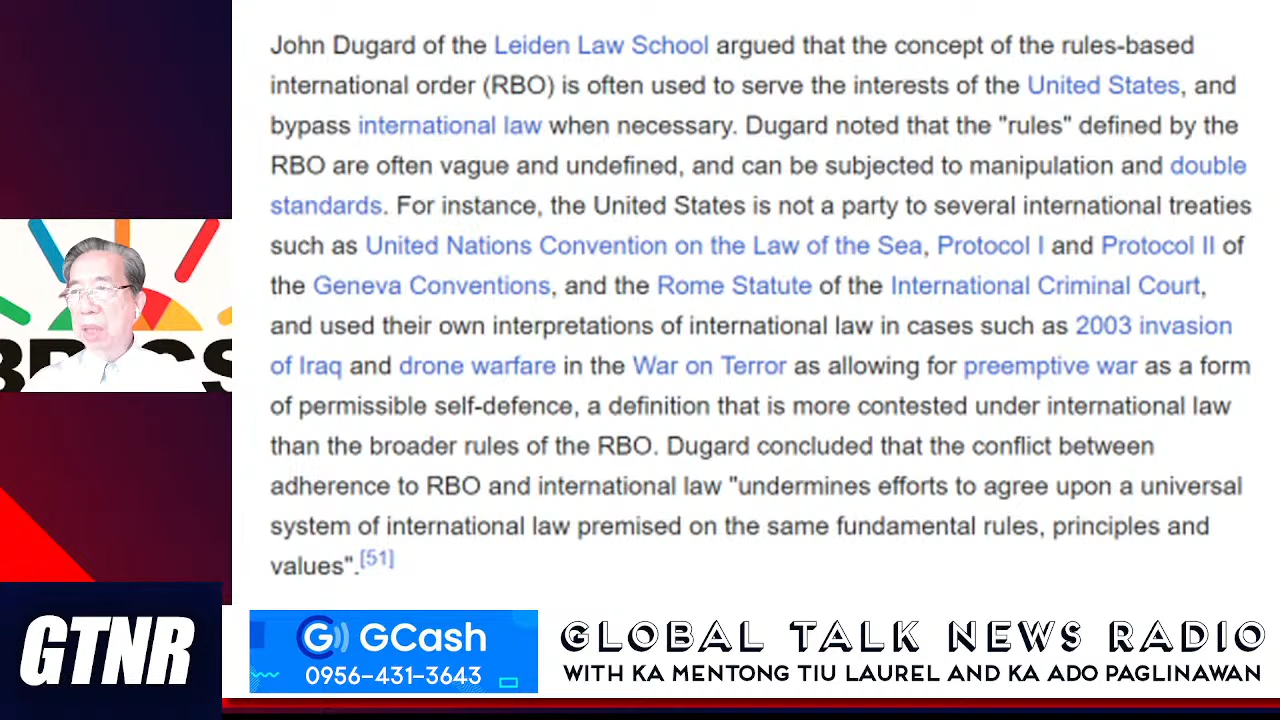 John Dugard of the Leiden Law School argued that the concept of the rules-based
international order (RBO) is often used to serve the interests of the United States, and
bypass international law when necessary. Dugard noted that the "rules" defined by the
RBO are often vague and undefined, and can be subjected to manipulation and double
standards. For instance, the United States is not a party to several international treaties
such as United Nations Convention on the Law of the Sea, Protocol I and Protocol II of
the Geneva Conventions, and the Rome Statute of the International Criminal Court,
and used their own interpretations of international law in cases such as 2003 invasion
of Iraq and drone warfare in the War on Terror as allowing for preemptive war as a form
of permissible self-defence, a definition that is more contested under international law
than the broader rules of the RBO. Dugard concluded that the conflict between
adherence to RBO and international law "undermines efforts to agree upon a universal
system of international law premised on the same fundamental rules, principles and
values".[51]
GTNR
GCash
0956-431-3643
GLOBAL TALK NEWS RADIO
WITH KA MENTONG TIU LAUREL AND KA ADO PAGLINAWAN